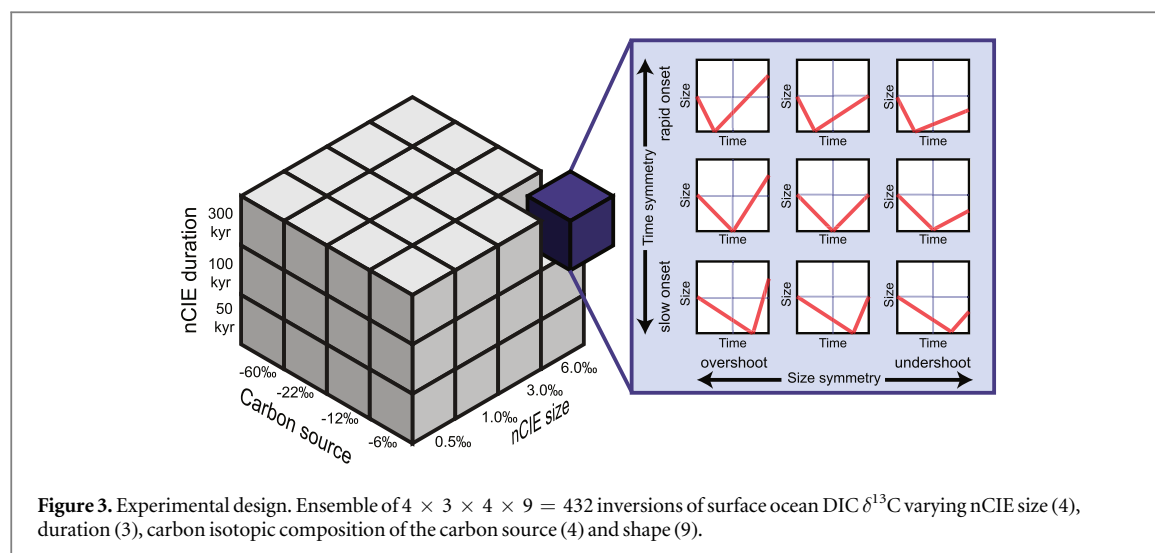 nCIE duration
300
kyr
100
kyr
50
kyr
-60‰
-22‰
-12‰
-6‰
Carbon source
0.5‰
1.0‰
3.0‰
6.0‰
nCIE size
rapid onset
Time symmetry
slow onset
Size
Time
Size
Time
Size
Time
Size
Time
Size
Time
Size
Time
Size
Time
Size
Time
Size
Time
overshoot
undershoot
Size symmetry
Figure 3. Experimental design. Ensemble of 4 × 3 × 4 × 9 = 432 inversions of surface ocean DIC δ¹³C varying nCIE size (4),
duration (3), carbon isotopic composition of the carbon source (4) and shape (9).